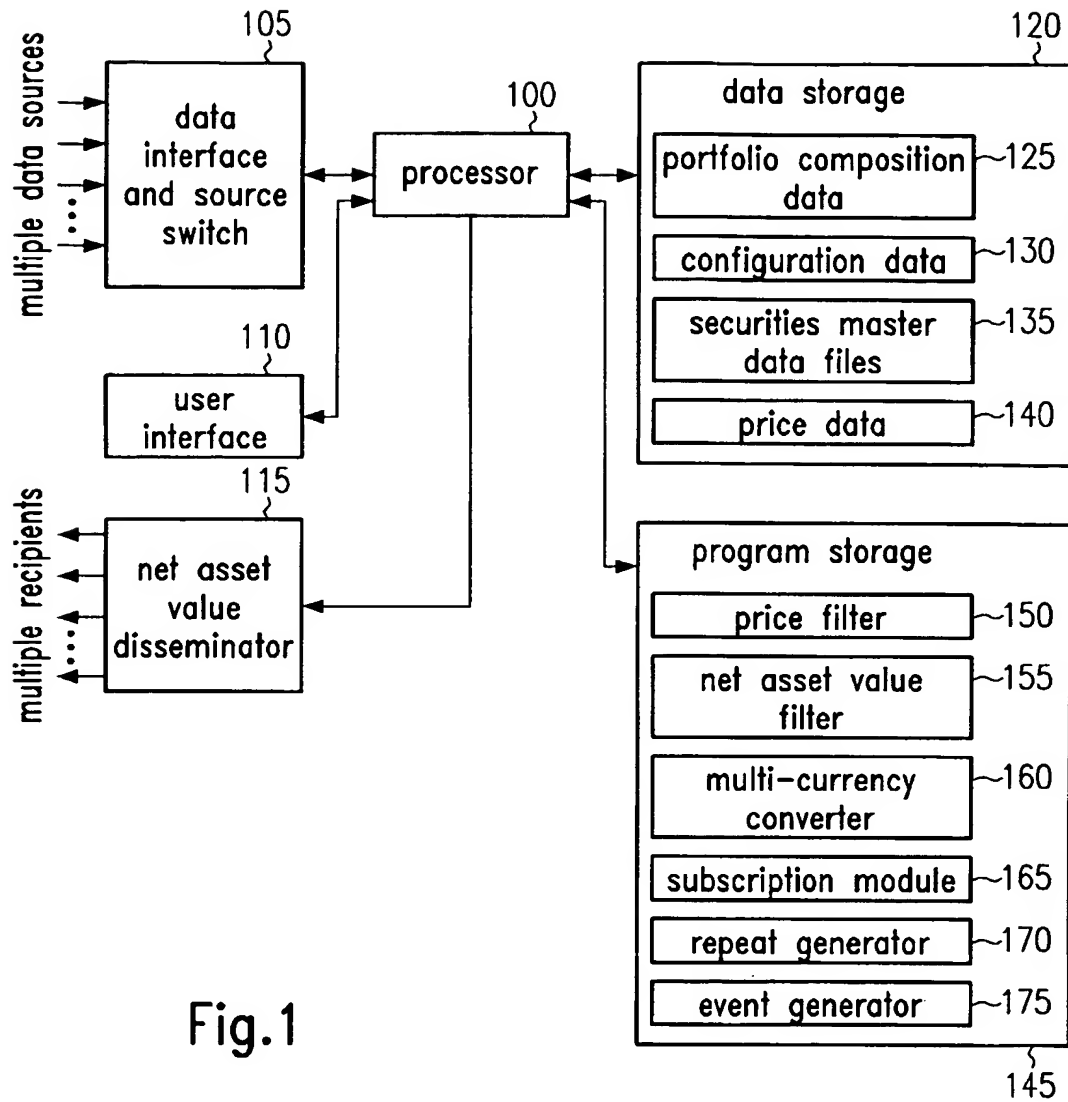 105
multiple data sources
data
interface
and source
switch
100
processor
110
user
interface
115
multiple recipients
net asset
value
disseminator
120
data storage
portfolio composition
data
125
configuration data
130
securities master
data files
135
price data
140
program storage
price filter
150
net asset value
filter
155
multi-currency
converter
160
subscription module
165
repeat generator
170
event generator
175
145
Fig.1